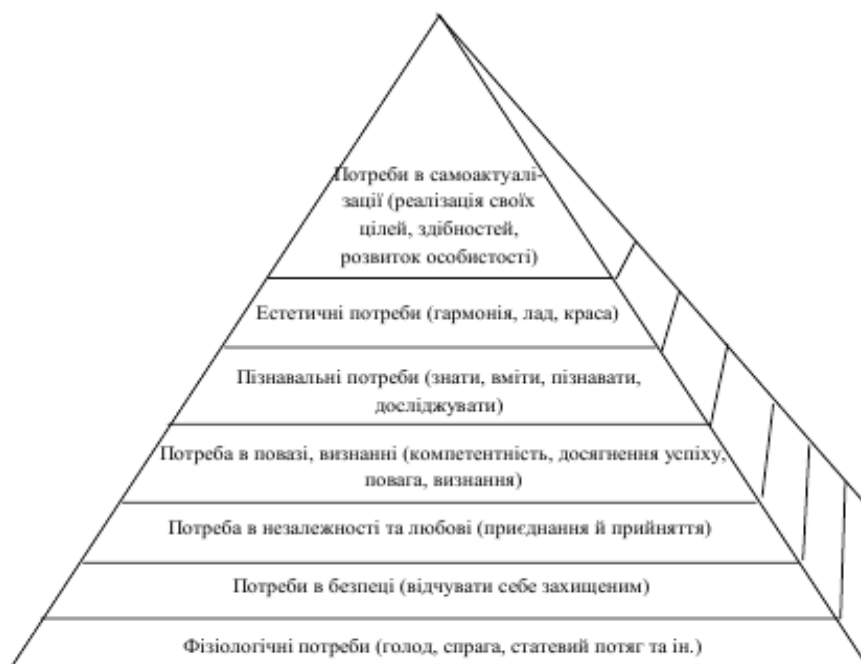 Потреби в самоактуалі-
зації (реалізація своїх
цілей, здібностей,
розвиток особистості)
Естетичні потреби (гармонія, лад, краса)
Пізнавальні потреби (знати, вміти, пізнавати,
досліджувати)
Потреба в повазі, визнанні (компетентність, досягнення успіху,
повага, визнання)
Потреба в незалежності та любові (приєднання й прийняття)
Потреби в безпеці (відчувати себе захищеним)
Фізіологічні потреби (голод, спрага, статевий потяг та ін.)